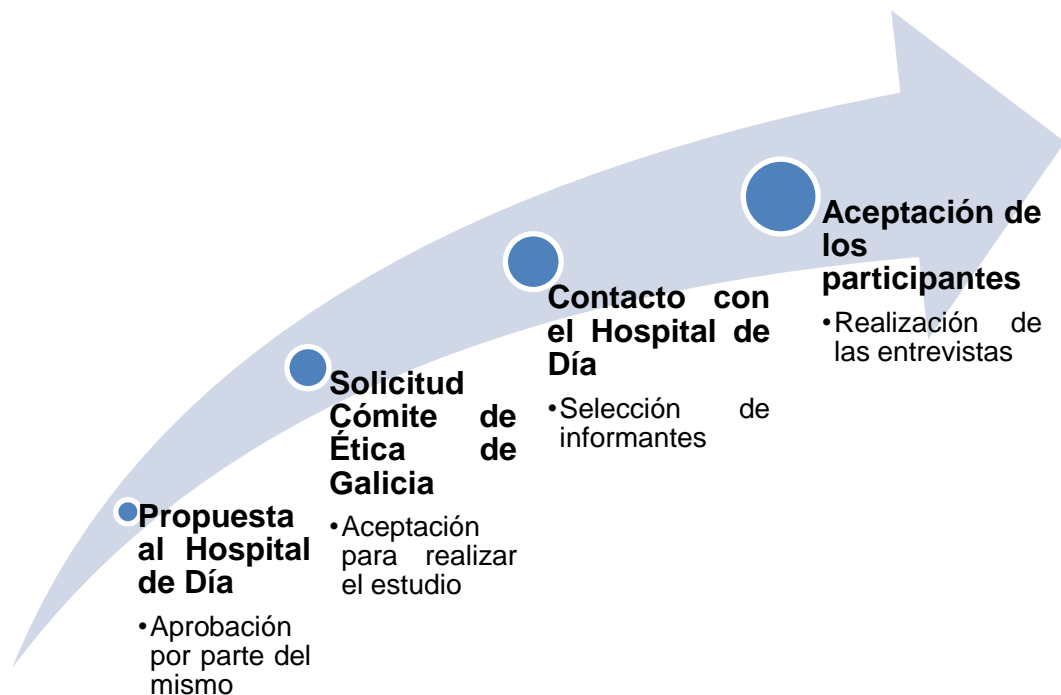 Propuesta
al Hospital
de Día
•Aprobación
por parte del
mismo
Solicitud
Cómite de
Ética de
Galicia
•Aceptación
para realizar
el estudio
Contacto con
el Hospital de
Día
•Selección de
informantes
Aceptación de
los
participantes
•Realización de
las entrevistas